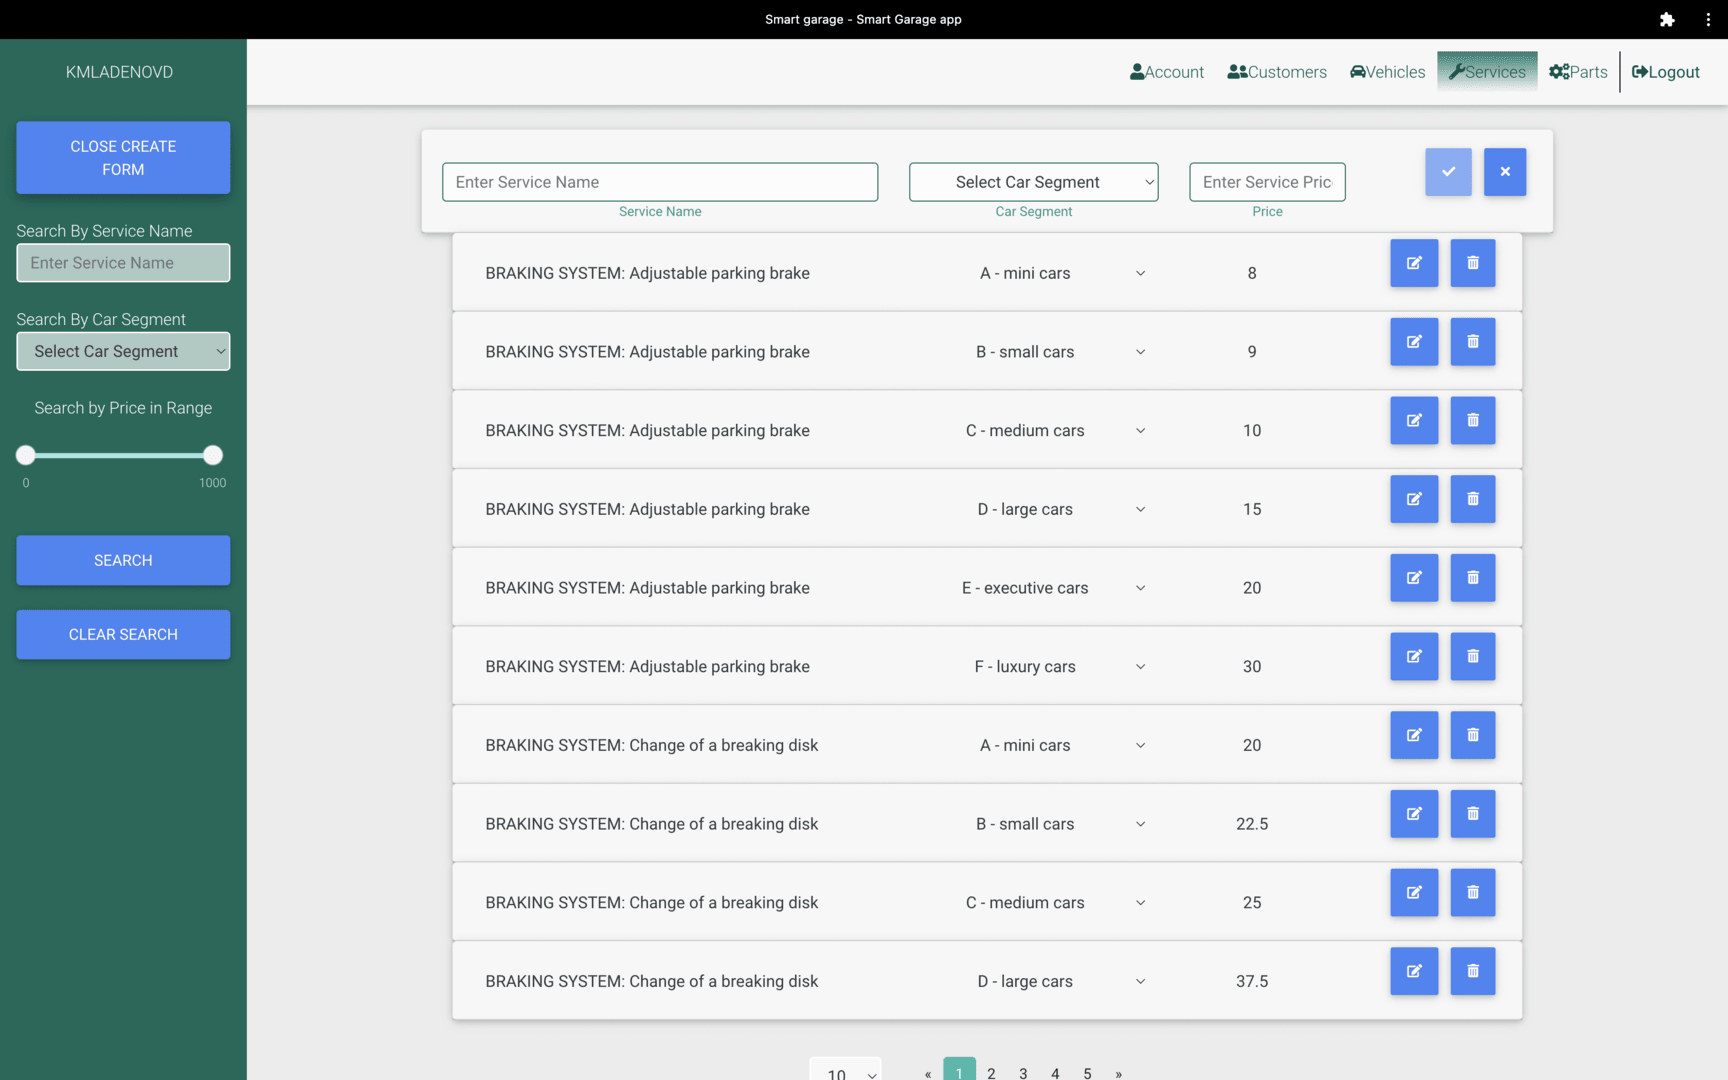 Smart garage - Smart Garage app
KMLADENOVD
Account Customers Vehicles Services Parts Logout
CLOSE CREATE
FORM
Search By Service Name
Enter Service Name
Search By Car Segment
Select Car Segment
Search by Price in Range
0 1000
SEARCH
CLEAR SEARCH
Enter Service Name Select Car Segment Enter Service Pric
Service Name Car Segment Price
BRAKING SYSTEM: Adjustable parking brake A - mini cars 8
BRAKING SYSTEM: Adjustable parking brake B - small cars 9
BRAKING SYSTEM: Adjustable parking brake C - medium cars 10
BRAKING SYSTEM: Adjustable parking brake D - large cars 15
BRAKING SYSTEM: Adjustable parking brake E - executive cars 20
BRAKING SYSTEM: Adjustable parking brake F - luxury cars 30
BRAKING SYSTEM: Change of a breaking disk A - mini cars 20
BRAKING SYSTEM: Change of a breaking disk B - small cars 22.5
BRAKING SYSTEM: Change of a breaking disk C - medium cars 25
BRAKING SYSTEM: Change of a breaking disk D - large cars 37.5
10 « 1 2 3 4 5 »